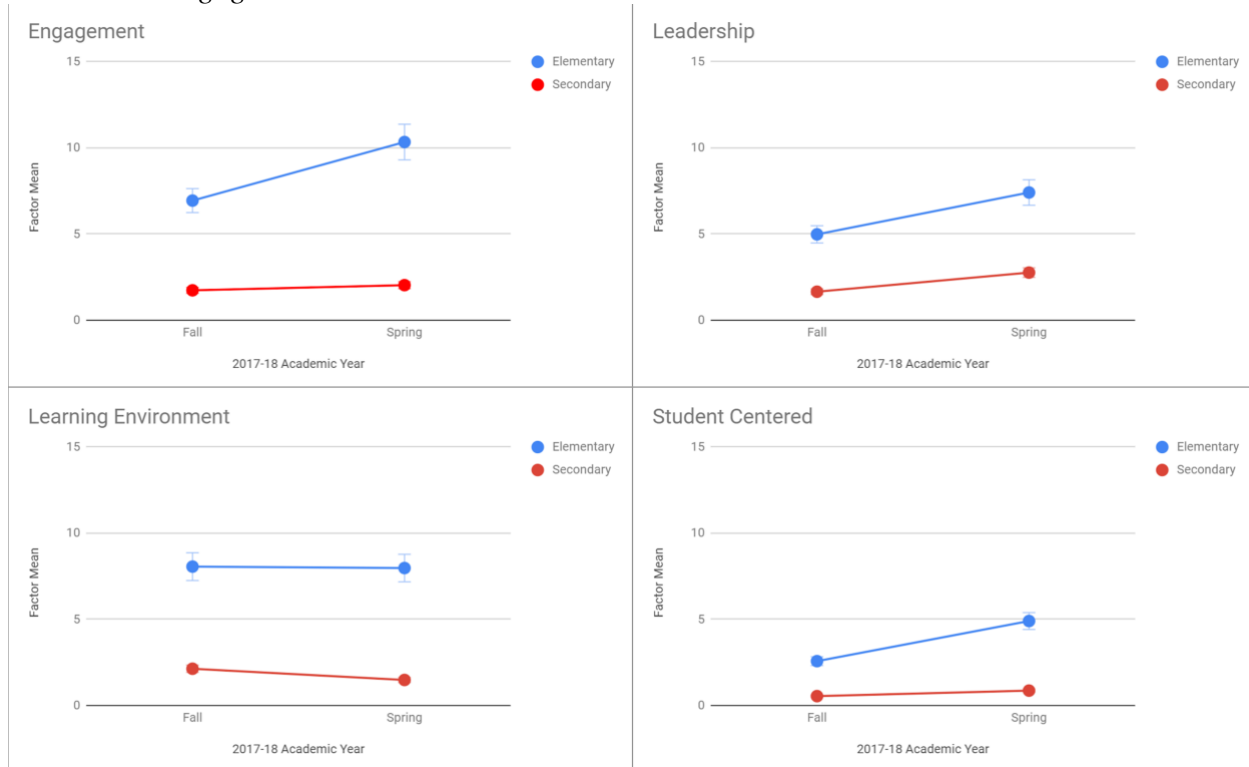 Engagement
15
10
5
0
Factor Mean
Fall
Spring
2017-18 Academic Year
Elementary
Secondary
Leadership
15
10
5
0
Factor Mean
Fall
Spring
2017-18 Academic Year
Elementary
Secondary
Learning Environment
15
10
5
0
Factor Mean
Fall
Spring
2017-18 Academic Year
Elementary
Secondary
Student Centered
15
10
5
0
Factor Mean
Fall
Spring
2017-18 Academic Year
Elementary
Secondary